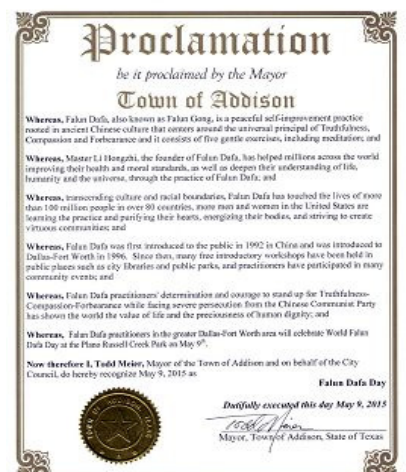 Proclamation
be it proclaimed by the Mayor
Town of Addison
Whereas, Falun Dafa, also known as Falun Gong, is a peaceful self-improvement practice
rooted in ancient Chinese culture that centers around the universal principal of Truthfulness,
Compassion and Forbearance and it consists of five gentle exercises, including meditation; and
Whereas, Master Li Hongzhi, the founder of Falun Dafa, has helped millions across the world
improving their health and moral standards, as well as deepen their understanding of life,
humanity and the universe, through the practice of Falun Dafa; and
Whereas, transcending culture and racial boundaries, Falun Dafa has touched the lives of more
than 100 million people in over 80 countries, more men and women in the United States are
learning the practice and purifying their hearts, energizing their bodies, and striving to create
virtuous communities; and
Whereas, Falun Dafa was first introduced to the public in 1992 in China and was introduced to
Dallas-Fort Worth in 1996. Since then, many free introductory workshops have been held in
public places such as city libraries and public parks, and practitioners have participated in many
community events; and
Whereas, Falun Dafa practitioners' determination and courage to stand up for Truthfulness-
Compassion-Forbearance while facing severe persecution from the Chinese Communist Party
has shown the world the value of life and the preciousness of human dignity; and
Whereas, Falun Dafa practitioners in the greater Dallas-Fort Worth area will celebrate World Falun
Dafa Day at the Plano Russell Creek Park on May 9th.
Now therefore I, Todd Meier, Mayor of the Town of Addison and on behalf of the City
Council, do hereby recognize May 9, 2015 as
Falun Dafa Day
Dutifully executed this day May 9, 2015
Todd Meier
Mayor, Town of Addison, State of Texas